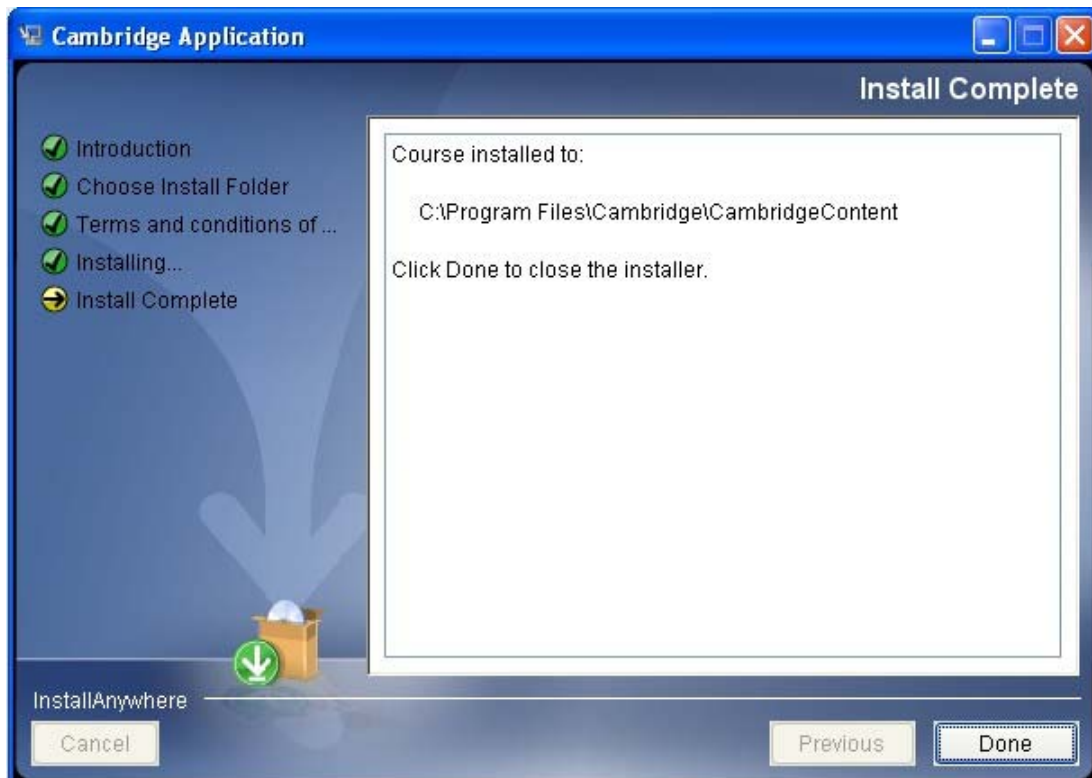 Cambridge Application
Install Complete
Introduction
Choose Install Folder
Terms and conditions of ...
Installing...
Install Complete
Course installed to:
C:\Program Files\Cambridge\CambridgeContent
Click Done to close the installer.
InstallAnywhere
Cancel
Previous
Done